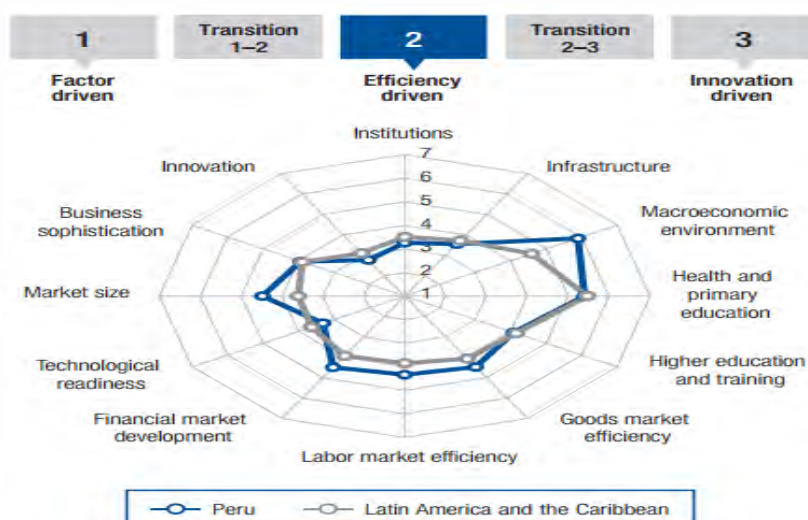 1
Transition
1–2
2
Transition
2–3
3
Factor
driven
Efficiency
driven
Innovation
driven
Institutions
Innovation
Infrastructure
Business
sophistication
Macroeconomic
environment
Market size
Health and
primary
education
Technological
readiness
Higher education
and training
Financial market
development
Goods market
efficiency
Labor market efficiency
7
6
5
4
3
2
1
Peru
Latin America and the Caribbean